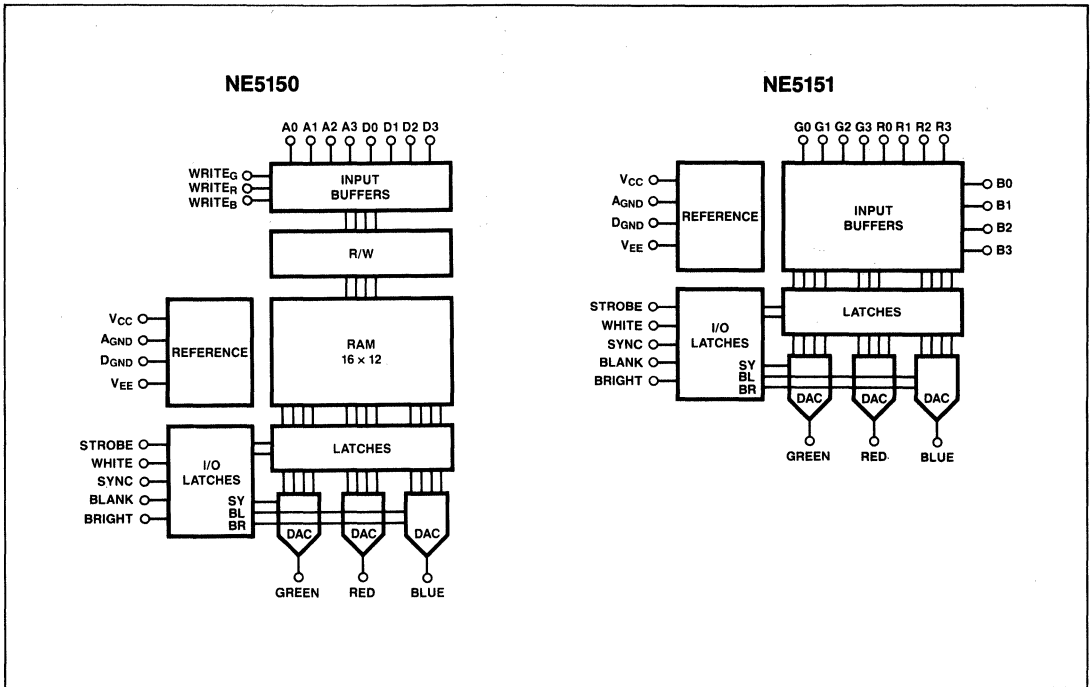 NE5150
A0 A1 A2 A3 D0 D1 D2 D3
WRITEG
WRITER
WRITEB
INPUT
BUFFERS
R/W
VCC
AGND
DGND
VEE
REFERENCE
RAM
16 × 12
STROBE
WHITE
SYNC
BLANK
BRIGHT
I/O
LATCHES
SY
BL
BR
LATCHES
DAC
DAC
DAC
GREEN
RED
BLUE
NE5151
G0 G1 G2 G3 R0 R1 R2 R3
VCC
AGND
DGND
VEE
REFERENCE
INPUT
BUFFERS
B0
B1
B2
B3
STROBE
WHITE
SYNC
BLANK
BRIGHT
I/O
LATCHES
SY
BL
BR
LATCHES
DAC
DAC
DAC
GREEN
RED
BLUE